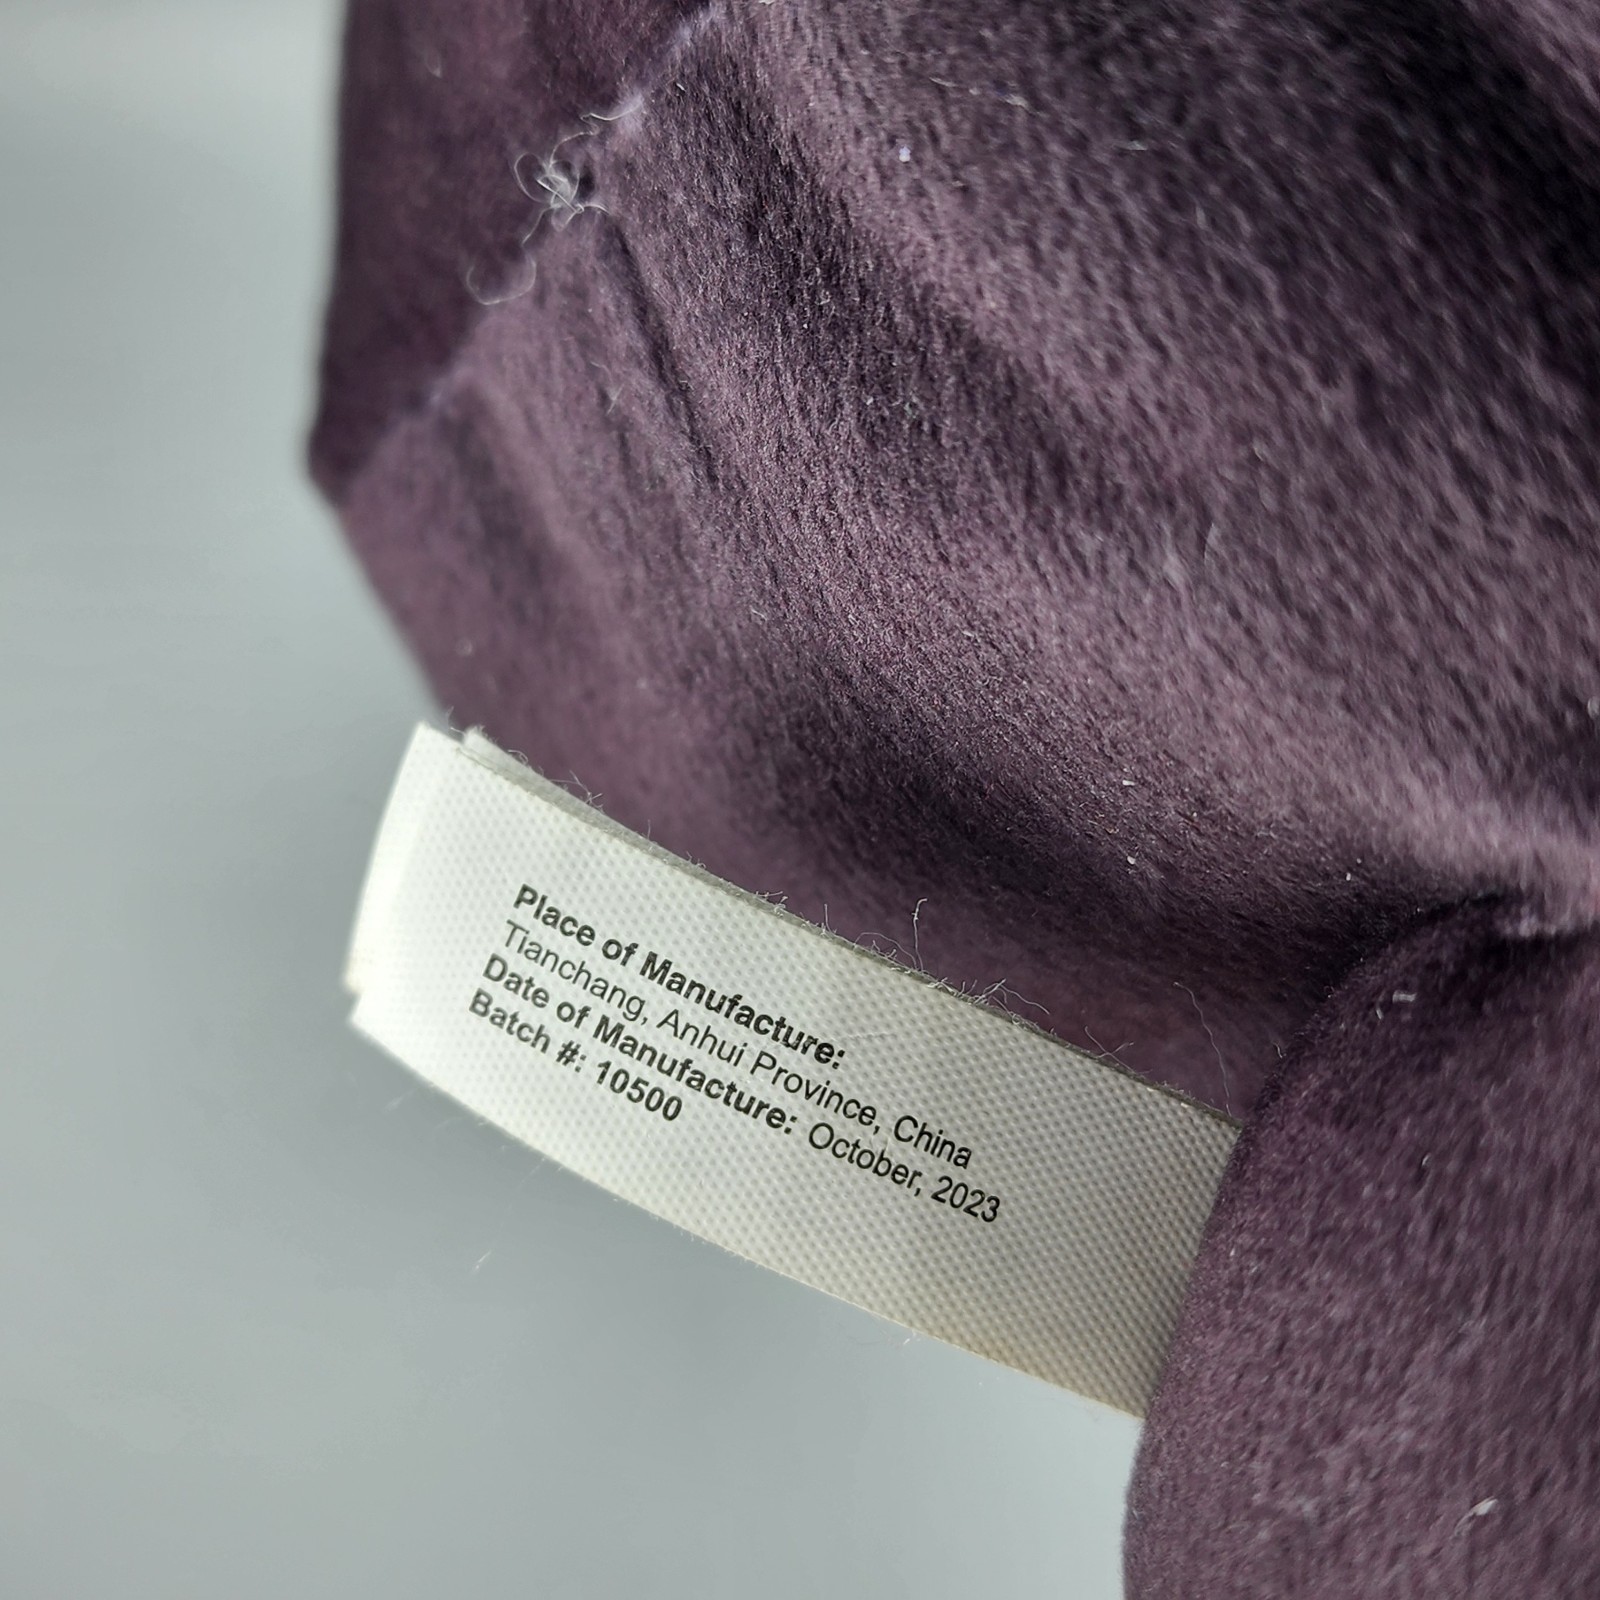 Place of Manufacture:
Tianchang, Anhui Province, China
Date of Manufacture: October, 2023
Batch #: 10500